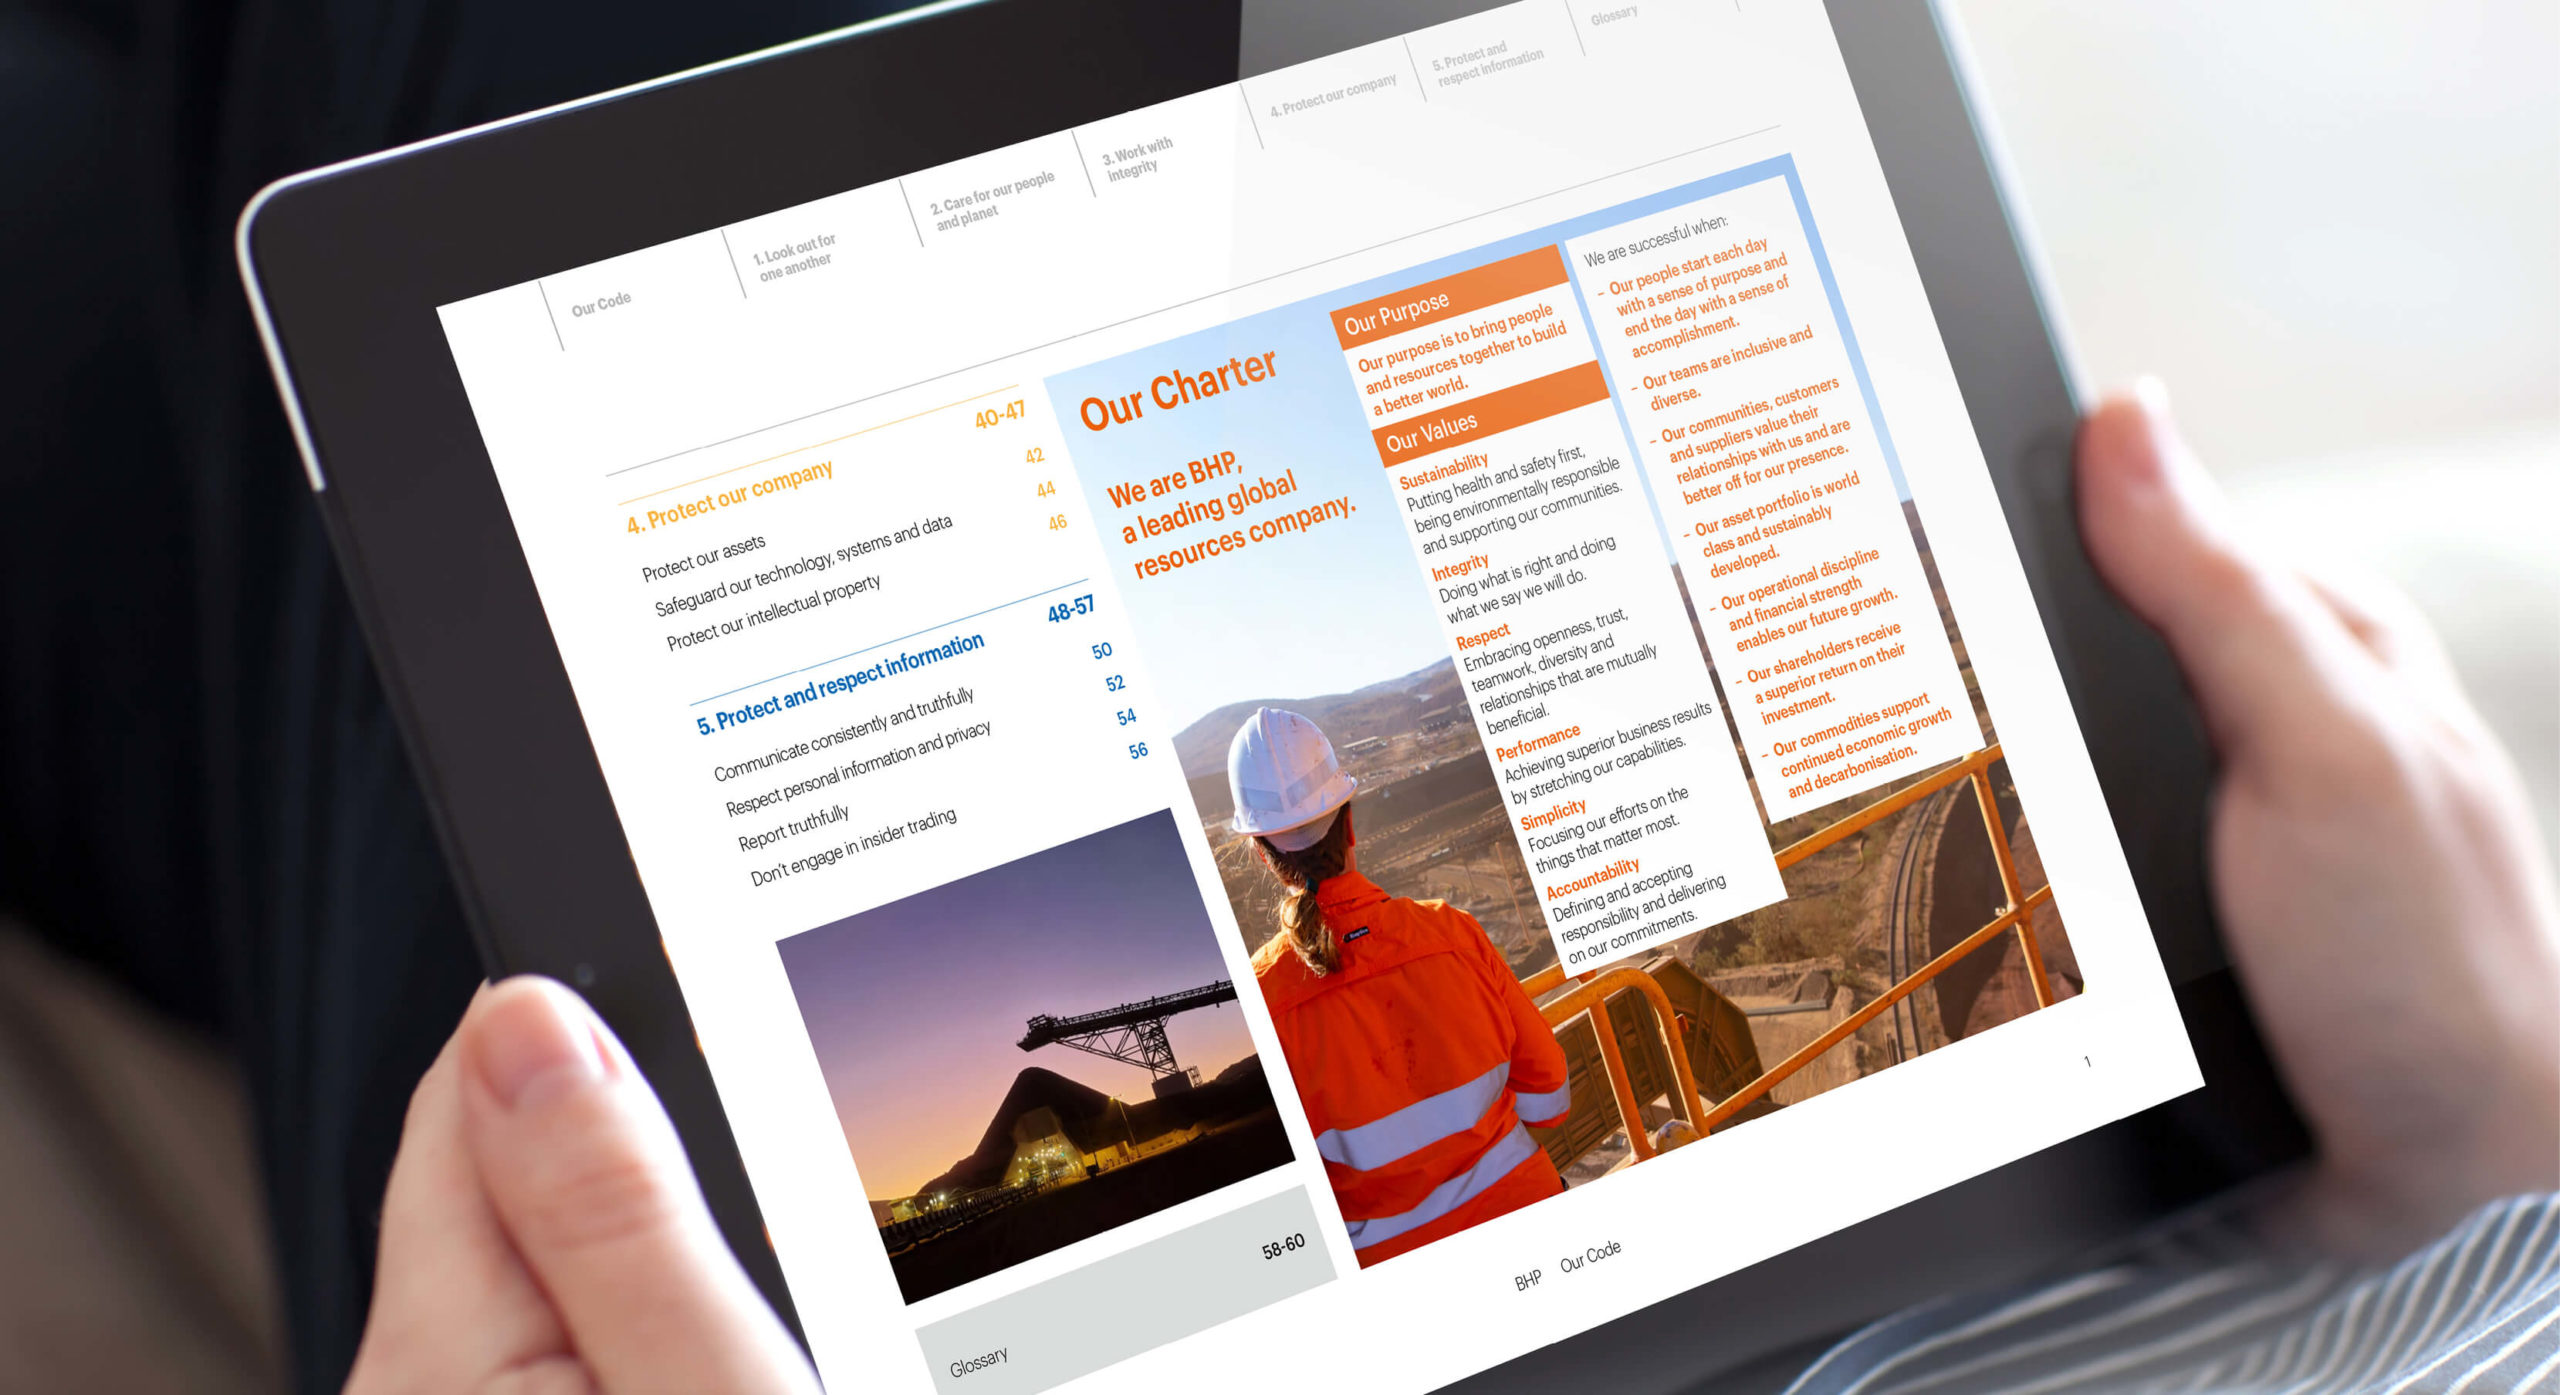 Our Code
1. Look out for
one another
2. Care for our people
and planet
3. Work with
integrity
4. Protect our company
5. Protect and
respect information
Glossary
4. Protect our company 40-47
Protect our assets 42
Safeguard our technology, systems and data 44
Protect our intellectual property 46
5. Protect and respect information 48-57
Communicate consistently and truthfully 50
Respect personal information and privacy 52
Report truthfully 54
Don't engage in insider trading 56
Glossary 58-60
Our Charter
We are BHP,
a leading global
resources company.
Our Purpose
Our purpose is to bring people
and resources together to build
a better world.
Our Values
Sustainability
Putting health and safety first,
being environmentally responsible
and supporting our communities.
Integrity
Doing what is right and doing
what we say we will do.
Respect
Embracing openness, trust,
teamwork, diversity and
relationships that are mutually
beneficial.
Performance
Achieving superior business results
by stretching our capabilities.
Simplicity
Focusing our efforts on the
things that matter most.
Accountability
Defining and accepting
responsibility and delivering
on our commitments.
We are successful when:
– Our people start each day
with a sense of purpose and
end the day with a sense of
accomplishment.
– Our teams are inclusive and
diverse.
– Our communities, customers
and suppliers value their
relationships with us and are
better off for our presence.
– Our asset portfolio is world
class and sustainably
developed.
– Our operational discipline
and financial strength
enables our future growth.
– Our shareholders receive
a superior return on their
investment.
– Our commodities support
continued economic growth
and decarbonisation.
BHP Our Code
1